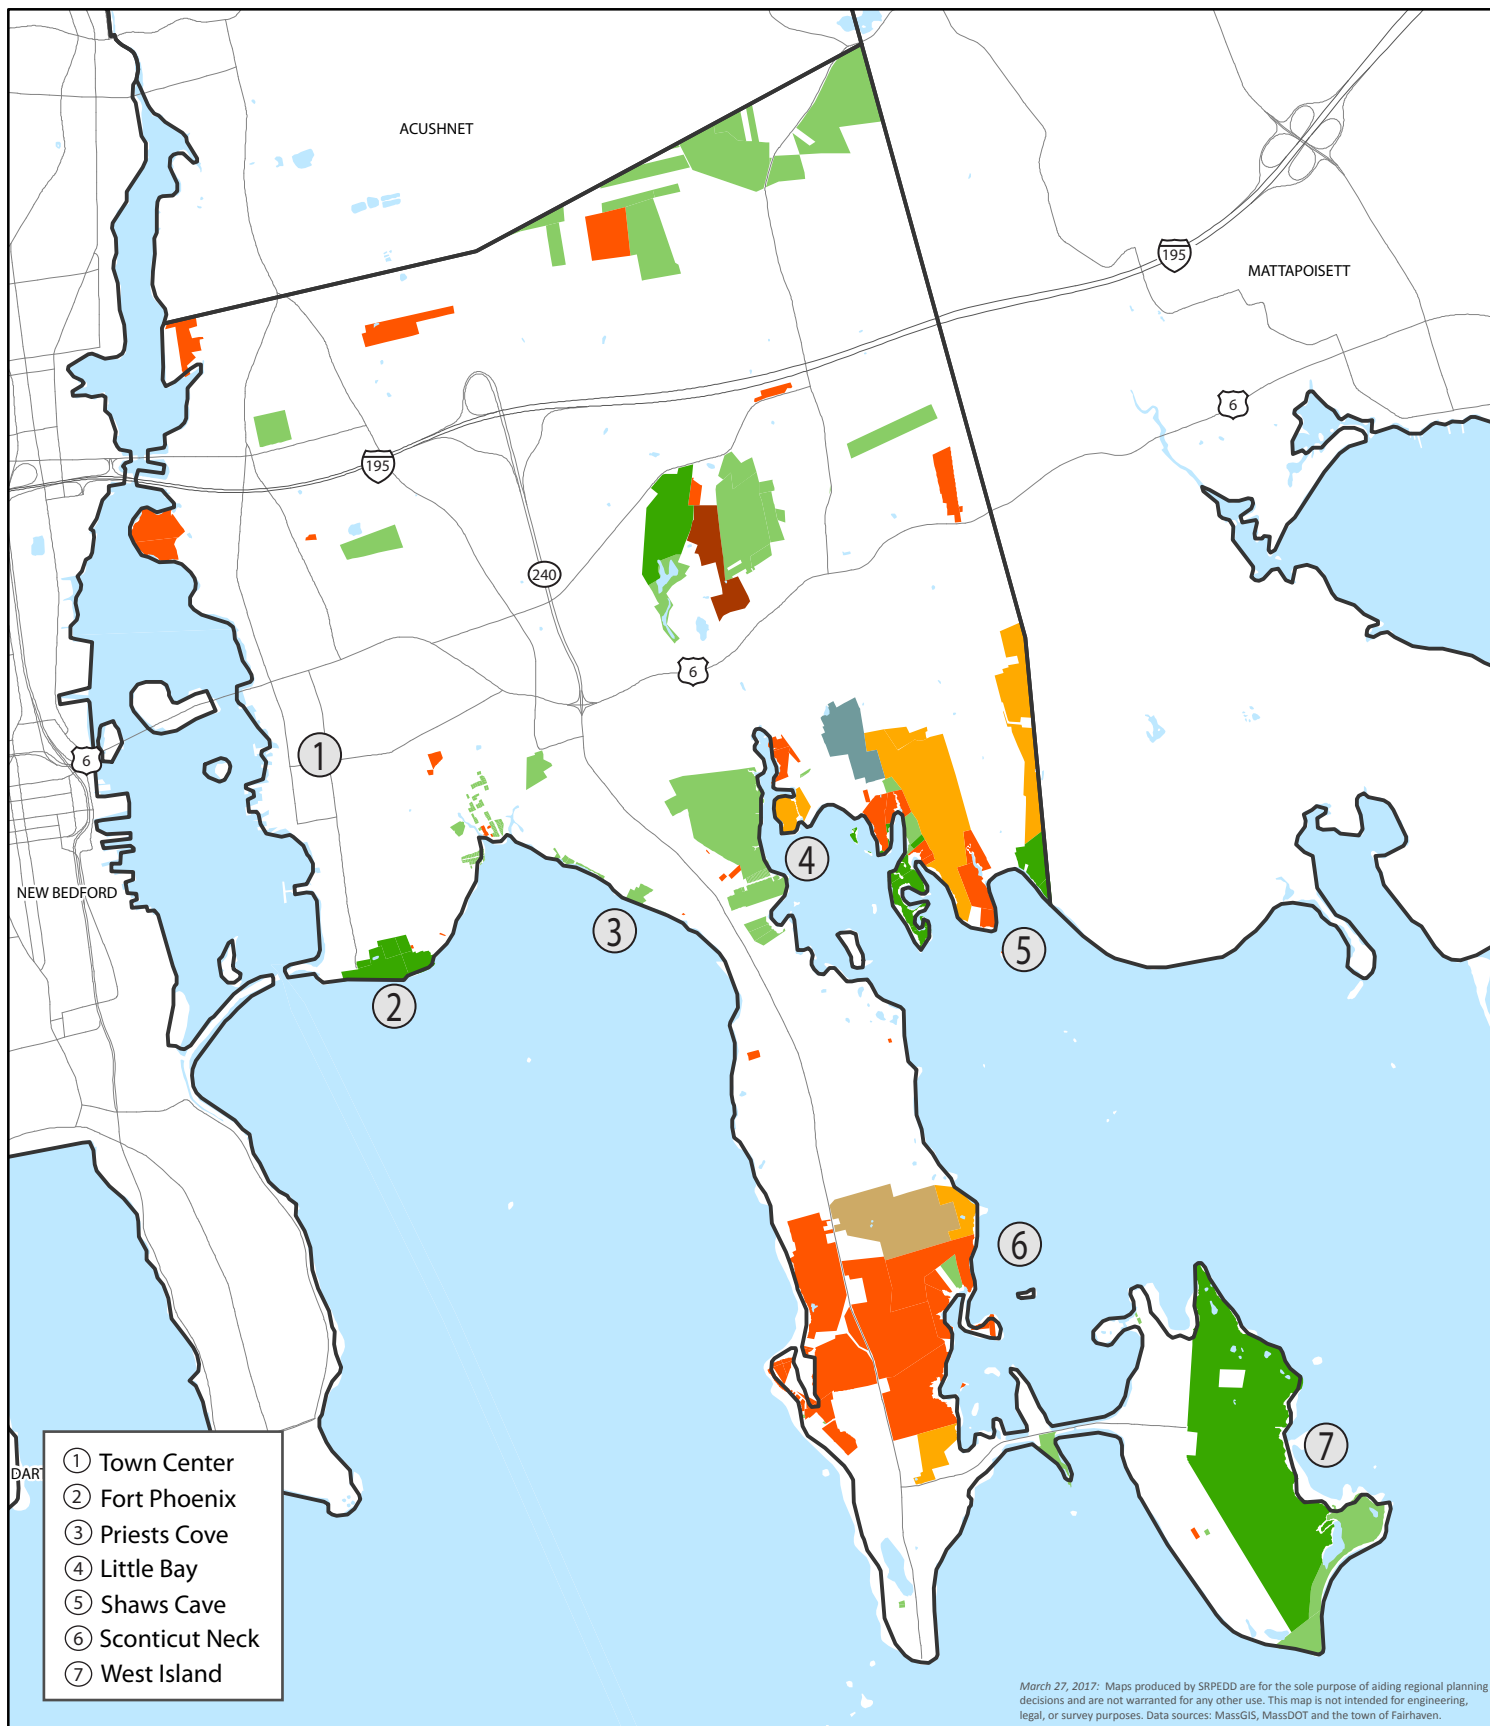 ACUSHNET
195
MATTAPOISETT
6
195
240
6
1
6
4
NEW BEDFORD
3
5
2
6
7
DART
1 Town Center
2 Fort Phoenix
3 Priests Cove
4 Little Bay
5 Shaws Cave
6 Sconticut Neck
7 West Island
March 27, 2017: Maps produced by SRPEDD are for the sole purpose of aiding regional planning
decisions and are not warranted for any other use. This map is not intended for engineering,
legal, or survey purposes. Data sources: MassGIS, MassDOT and the town of Fairhaven.